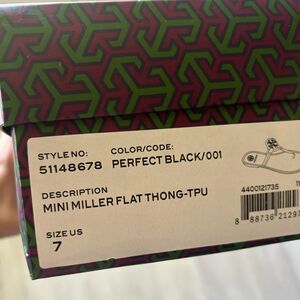 STYLE NO: COLOR/CODE:
51148678 PERFECT BLACK/001
DESCRIPTION
MINI MILLER FLAT THONG-TPU
SIZE US
7
4400121735
8 88736 2129